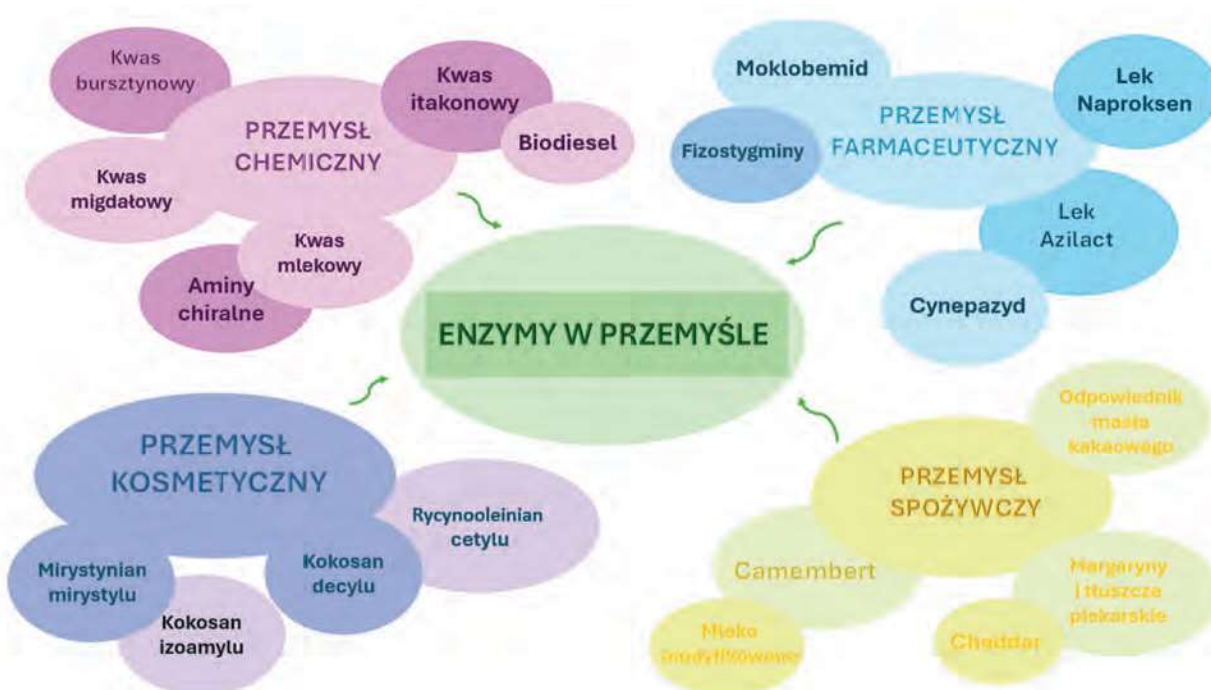 Kwas
bursztynowy
PRZEMYSŁ
CHEMICZNY
Kwas
itakonowy
Biodiesel
Kwas
migdałowy
Kwas
mlekowy
Aminy
chiralne
Moklobemid
PRZEMYSŁ
FARMACEUTYCZNY
Lek
Naproksen
Fizostygminy
Lek
Azilact
Cynepazyd
ENZYMY W PRZEMYŚLE
PRZEMYSŁ
KOSMETYCZNY
Rycynooleinian
cetylu
Mirystynian
mirystylu
Kokosan
decylu
Kokosan
izoamylu
Odpowiednik
masła
kakaowego
PRZEMYSŁ
SPOŻYWCZY
Camembert
Margaryny
i tłuszcze
piekarskie
Mleko
modyfikowane
Cheddar